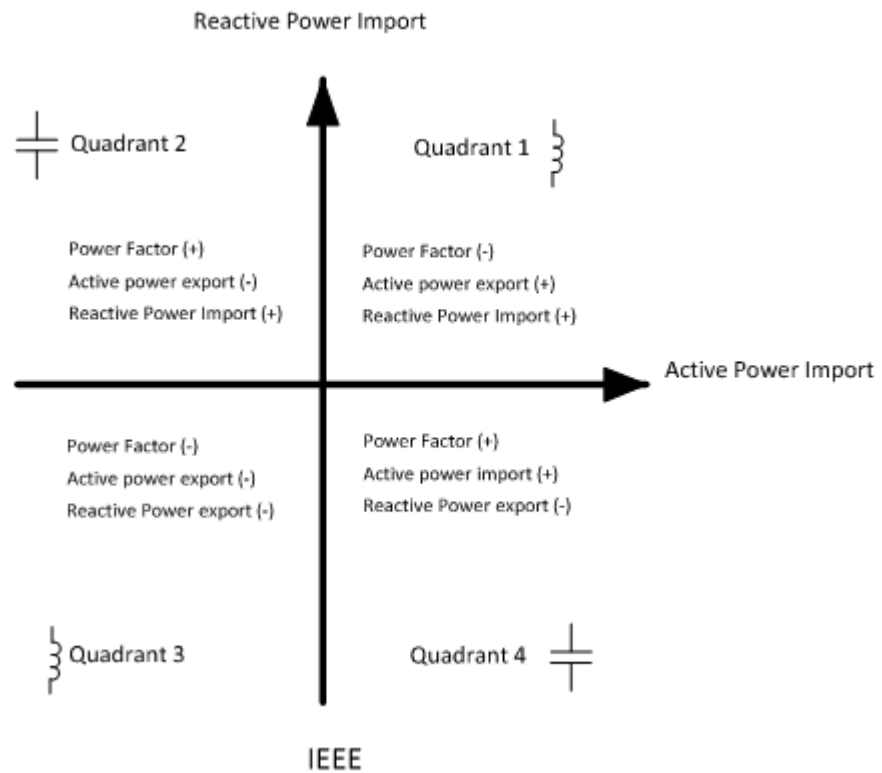 Reactive Power Import
Quadrant 2
Quadrant 1
Power Factor (+)
Active power export (-)
Reactive Power Import (+)
Power Factor (-)
Active power export (+)
Reactive Power Import (+)
Active Power Import
Power Factor (-)
Active power export (-)
Reactive Power export (-)
Power Factor (+)
Active power import (+)
Reactive Power export (-)
Quadrant 3
Quadrant 4
IEEE